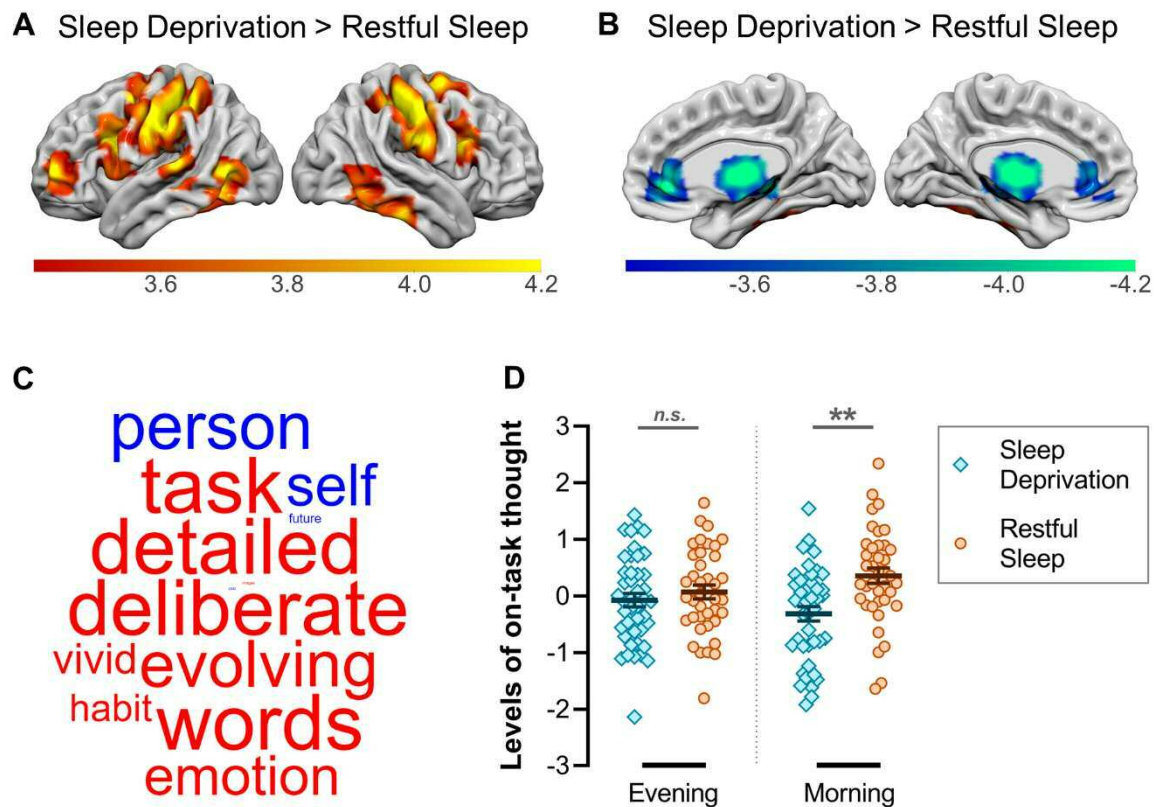 A Sleep Deprivation > Restful Sleep
3.6 3.8 4.0 4.2
B Sleep Deprivation > Restful Sleep
-3.6 -3.8 -4.0 -4.2
C
person
task self
future
detailed
deliberate
vivid evolving
habit words
emotion
D
Levels of on-task thought
3
2
1
0
-1
-2
-3
n.s.
**
Evening Morning
Sleep
Deprivation
Restful
Sleep